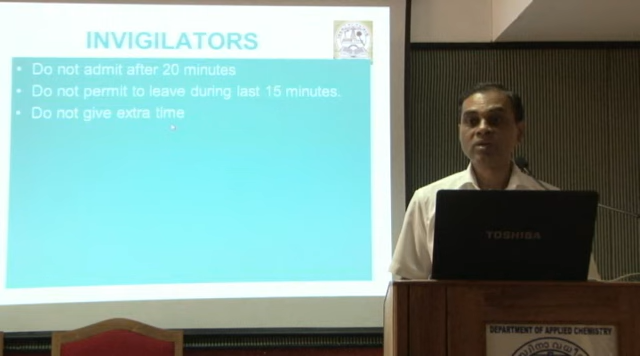 INVIGILATORS
• Do not admit after 20 minutes
• Do not permit to leave during last 15 minutes.
• Do not give extra time
TOSHIBA
DEPARTMENT OF APPLIED CHEMISTRY